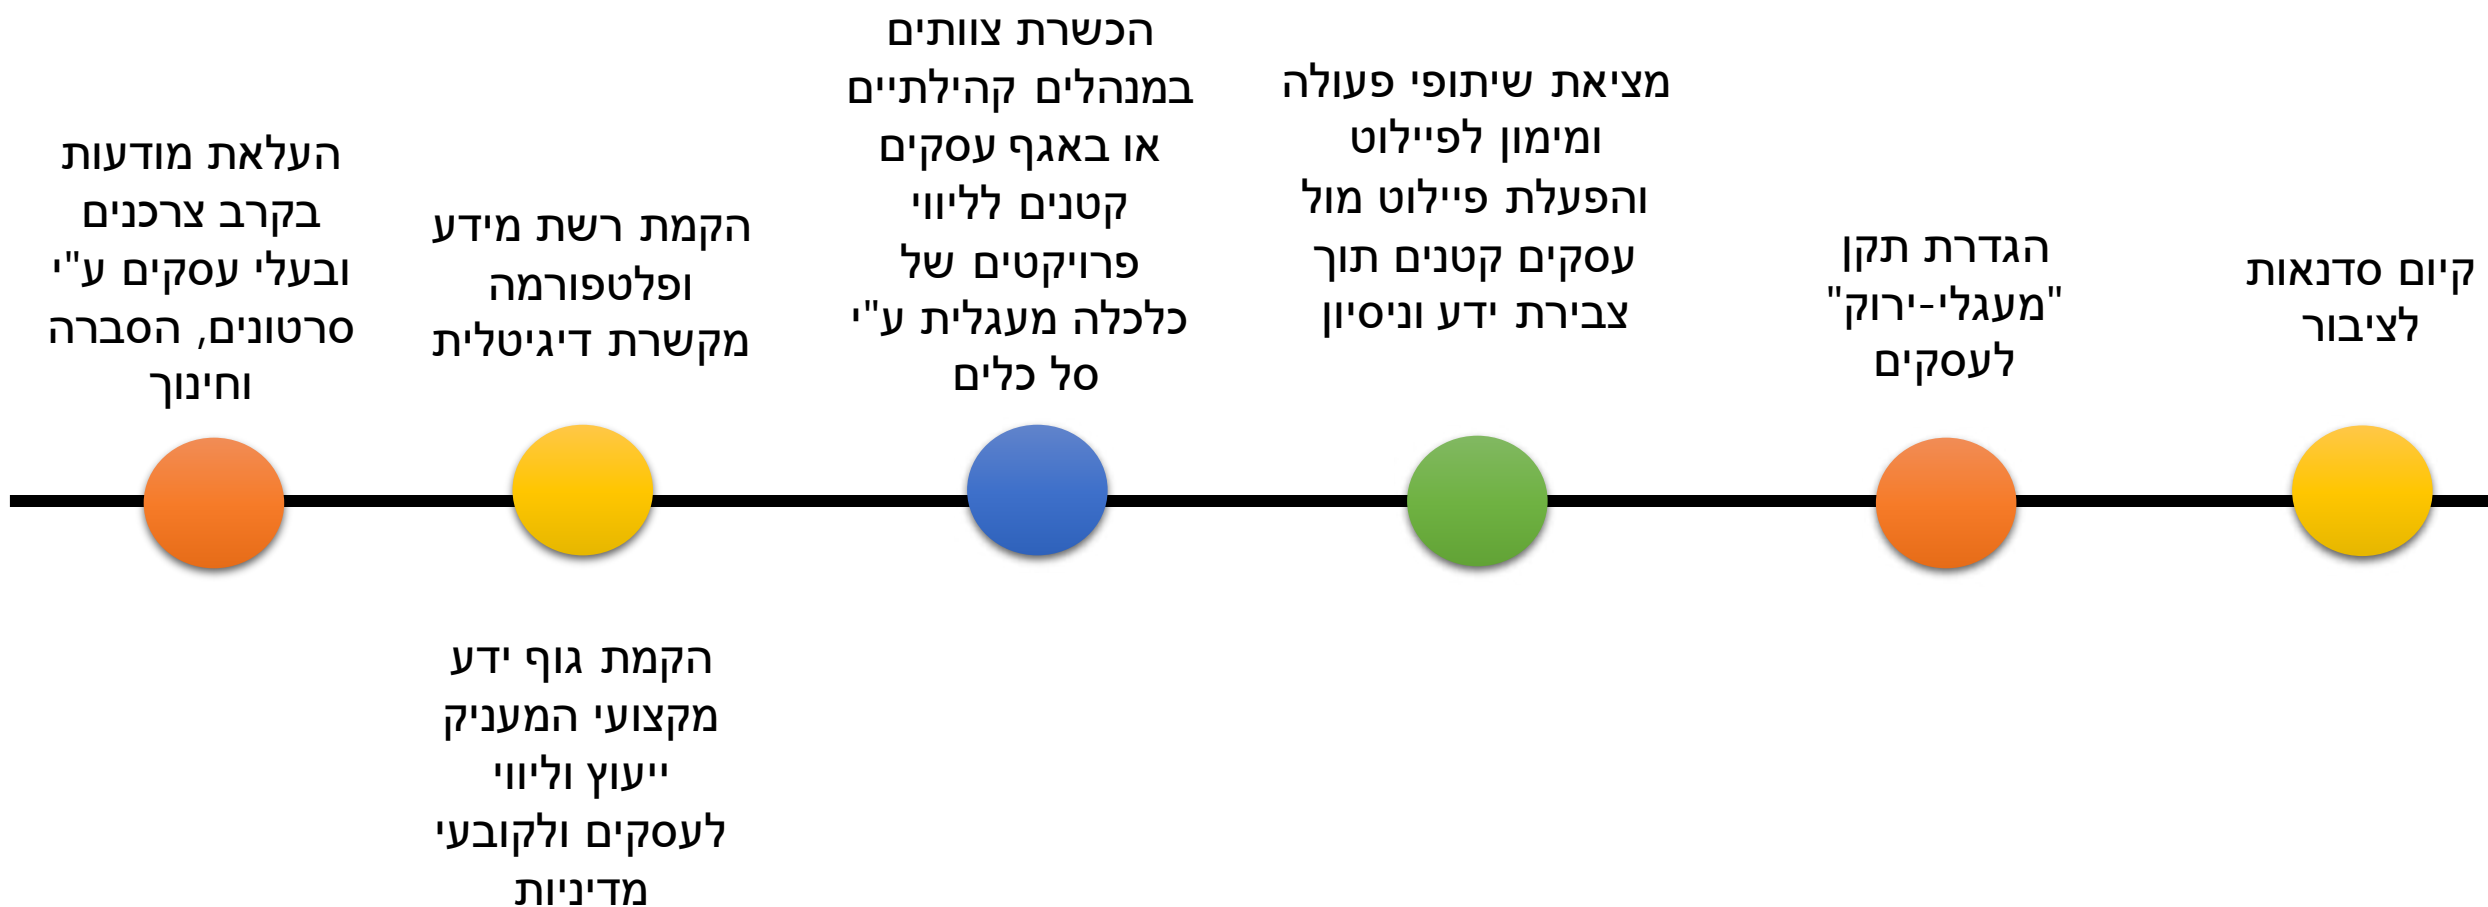 קיום סדנאות
לציבור
הגדרת תקן
"מעגלי-ירוק"
לעסקים
מציאת שיתופי פעולה
ומימון לפיילוט
והפעלת פיילוט מול
עסקים קטנים תוך
צבירת ידע וניסיון
הכשרת צוותים
במנהלים קהילתיים
או באגף עסקים
קטנים לליווי
פרויקטים של
כלכלה מעגלית ע"י
סל כלים
הקמת רשת מידע
ופלטפורמה
מקשרת דיגיטלית
העלאת מודעות
בקרב צרכנים
ובעלי עסקים ע"י
סרטונים, הסברה
וחינוך
הקמת גוף ידע
מקצועי המעניק
ייעוץ וליווי
לעסקים ולקובעי
מדיניות